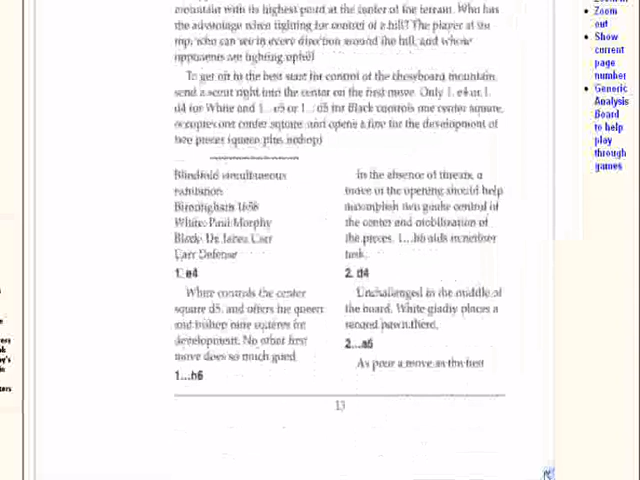 mountain with its highest point at the center of the terrain. Who has
the advantage when fighting for control of a hill? The player at the
top, who can see in every direction around the hill, and whose
opponents are fighting uphill
To get off to the best start for control of the chessboard mountain,
send a scout right into the center on the first move. Only 1. e4 or 1.
d4 for White and 1...e5 or 1...d5 for Black controls one center square,
occupies one center square, and opens a line for the development of
two pieces (queen plus bishop)
Blindfold simultaneous
exhibition
Birmingham 1858
White: Paul Morphy
Black: Dr. James Carr
Carr Defense
1. e4
White controls the center
square d5, and offers his queen
and bishop nine squares for
development. No other first
move does so much good.
1...h6
In the absence of threats, a
move in the opening should help
accomplish two goals: control of
the center and mobilization of
the pieces. 1...h6 aids in neither
task.
2. d4
Unchallenged in the middle of
the board, White gladly places a
second pawn there.
2...a6
As poor a move as the first
13
Zoom
out
Show
current
page
number
Generic
Analysis
Board
to help
play
through
games